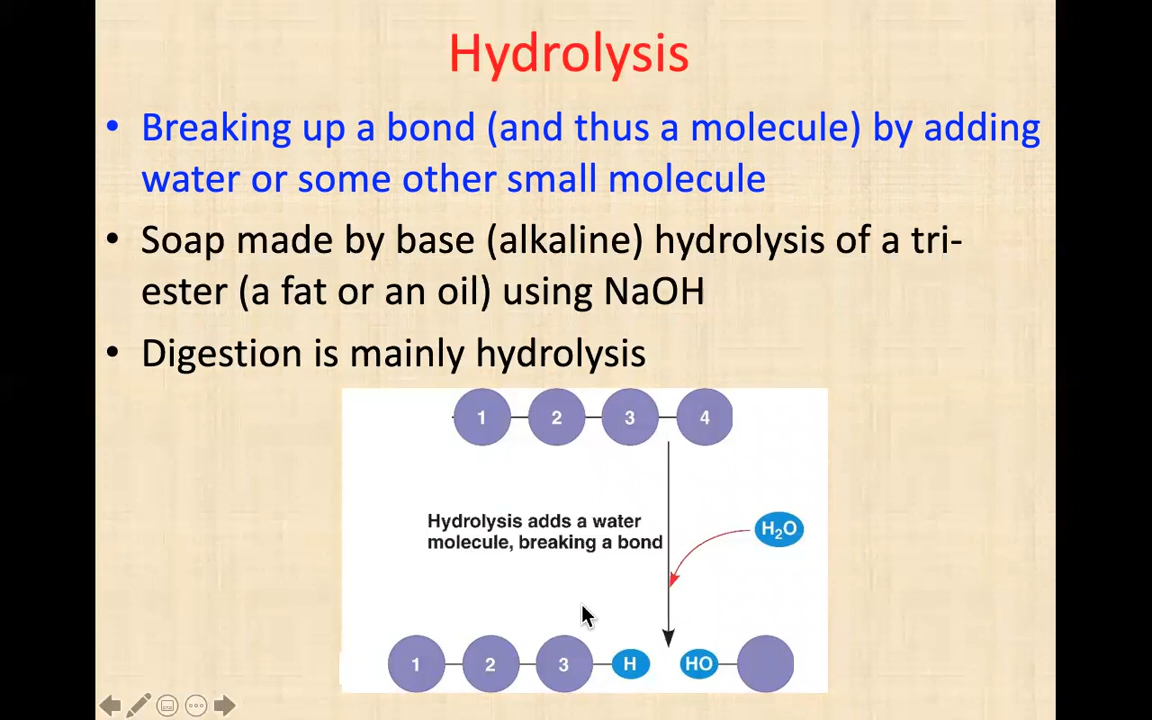 Hydrolysis
• Breaking up a bond (and thus a molecule) by adding
water or some other small molecule
• Soap made by base (alkaline) hydrolysis of a tri-
ester (a fat or an oil) using NaOH
• Digestion is mainly hydrolysis
1 2 3 4
Hydrolysis adds a water
molecule, breaking a bond
H₂O
1 2 3 H HO